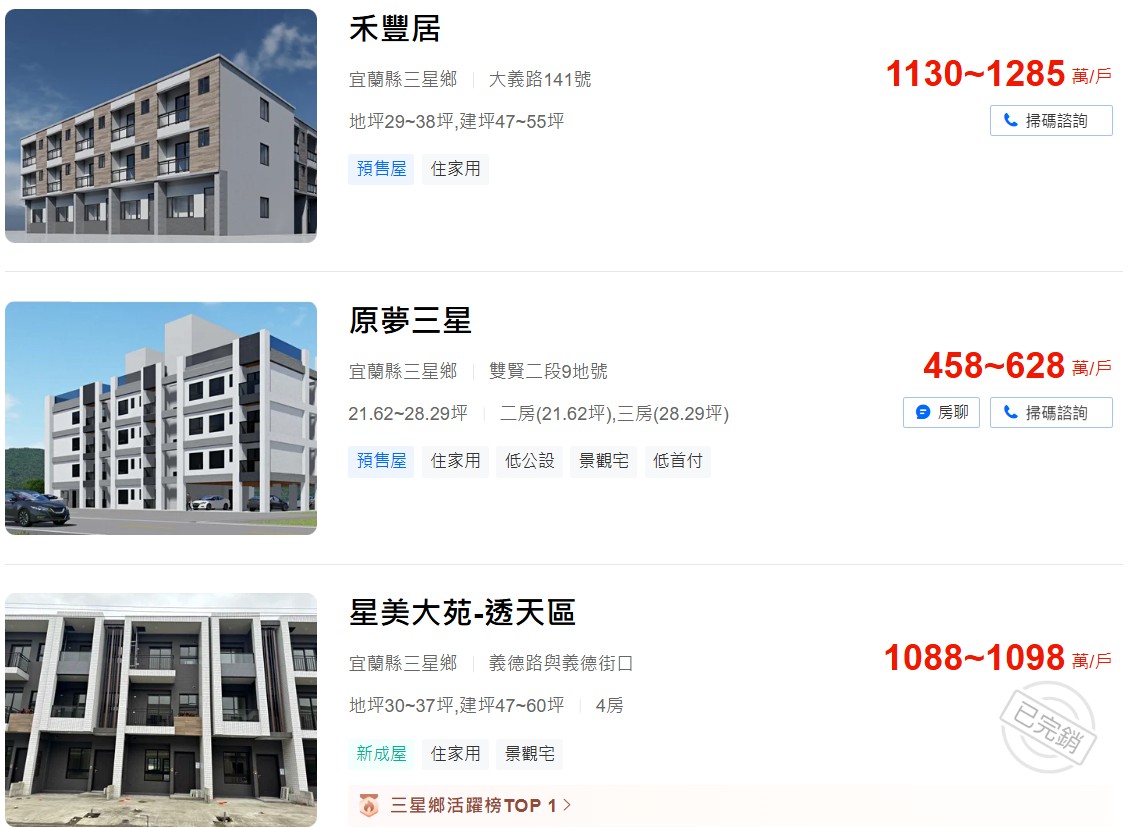 禾豐居
宜蘭縣三星鄉 大義路141號
1130~1285 萬/戶
地坪29~38坪,建坪47~55坪
掃碼諮詢
預售屋 住家用
原夢三星
宜蘭縣三星鄉 雙賢二段9地號
458~628 萬/戶
21.62~28.29坪 二房(21.62坪),三房(28.29坪)
房聊 掃碼諮詢
預售屋 住家用 低公設 景觀宅 低首付
星美大苑-透天區
宜蘭縣三星鄉 義德路與義德街口
1088~1098 萬/戶
地坪30~37坪,建坪47~60坪 4房
已完銷
新成屋 住家用 景觀宅
三星鄉活躍榜TOP 1